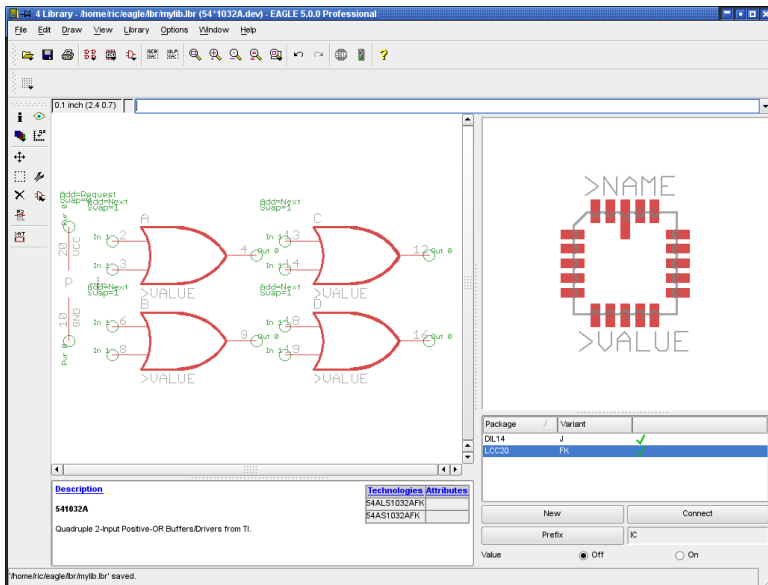 4 Library - /home/ric/eagle/lbr/mylib.lbr (54*1032A.dev) - EAGLE 5.0.0 Professional
File Edit Draw View Library Options Window Help
0.1 inch (2.4 0.7)
Add=Request
Add=Next
Swap=1
Add=Next
Swap=1
Pwr 0
A
C
In 1 2
4 Out 0
In 1 13
12 Out 0
20 VCC
In 1 3
In 1 14
>VALUE
>VALUE
P
Add=Next
Swap=1
Add=Next
Swap=1
B
D
10 GND
In 1 6
9 Out 0
In 1 18
16 Out 0
In 1 8
In 1 19
Pwr 0
>VALUE
>VALUE
>NAME
>VALUE
Package Variant
DIL14 J
LCC20 FK
Description
Technologies Attributes
541032A
54ALS1032AFK
54AS1032AFK
Quadruple 2-Input Positive-OR Buffers/Drivers from TI.
New Connect
Prefix IC
Value Off On
'/home/ric/eagle/lbr/mylib.lbr' saved.